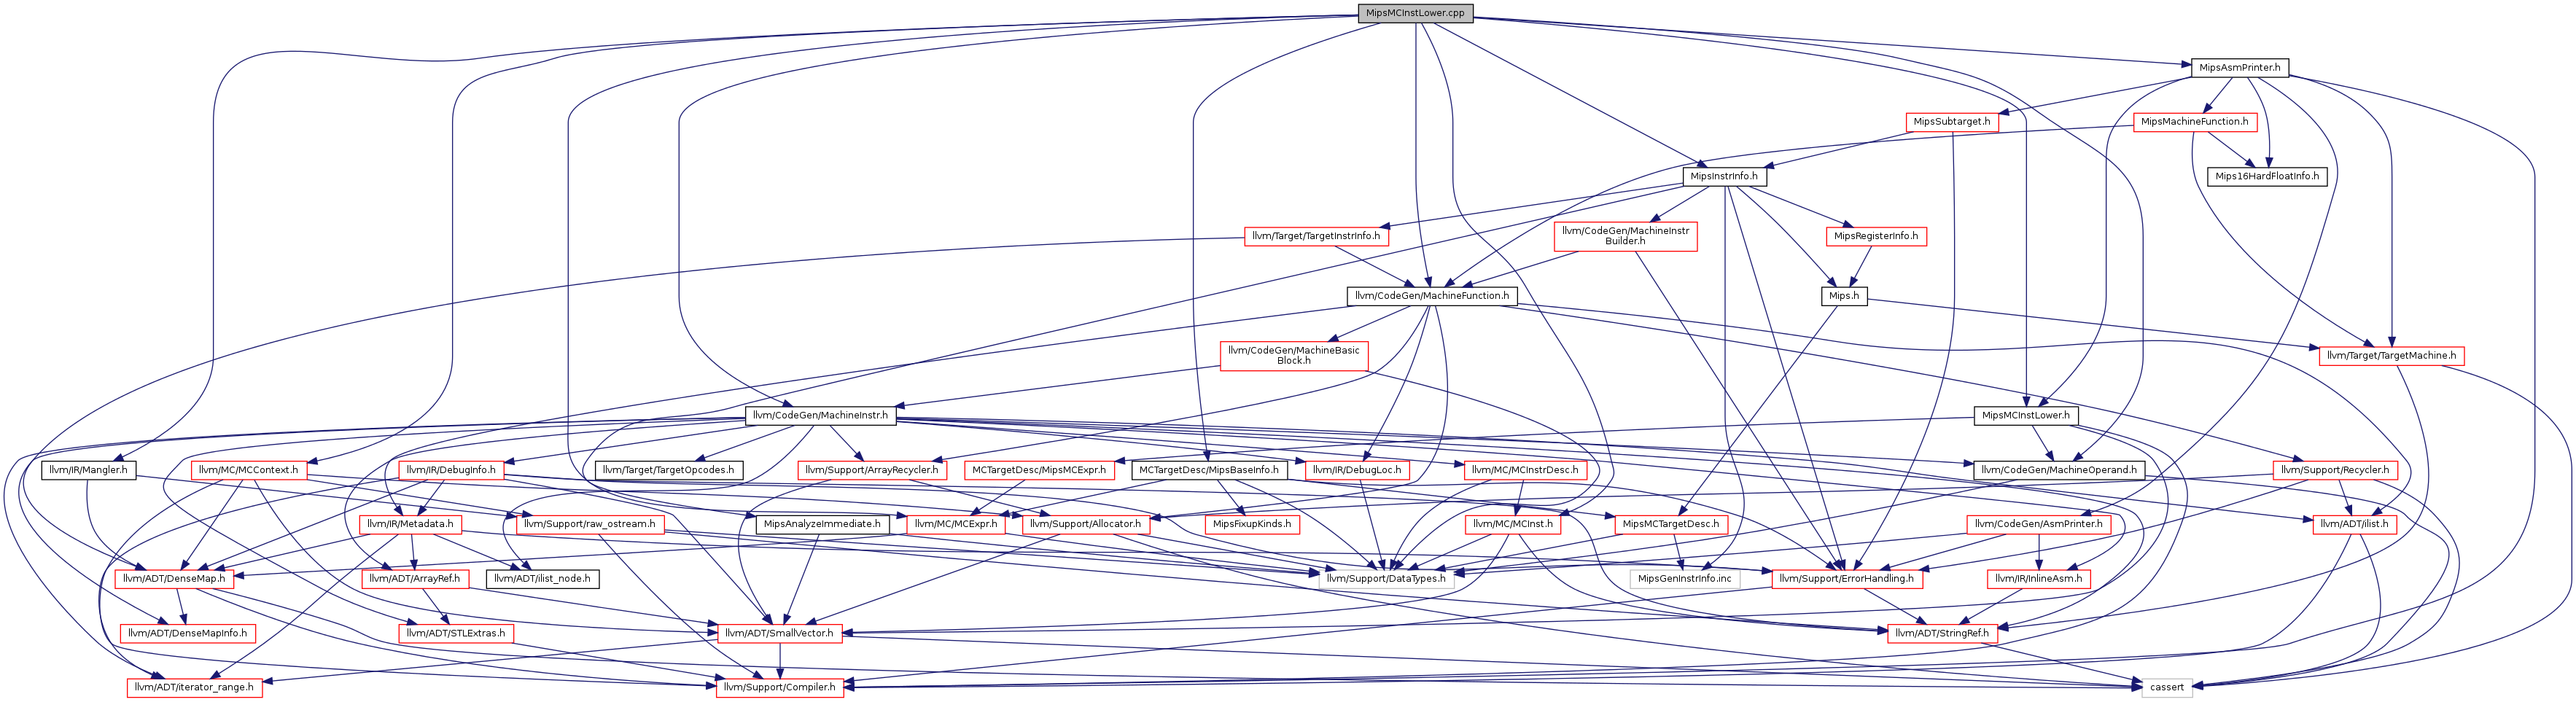 MipsMCInstLower.cpp
MipsAsmPrinter.h
MipsSubtarget.h
MipsMachineFunction.h
MipsInstrInfo.h
Mips16HardFloatInfo.h
llvm/Target/TargetInstrInfo.h
llvm/CodeGen/MachineInstr
Builder.h
MipsRegisterInfo.h
llvm/CodeGen/MachineFunction.h
Mips.h
llvm/CodeGen/MachineBasic
Block.h
llvm/Target/TargetMachine.h
llvm/CodeGen/MachineInstr.h
MipsMCInstLower.h
llvm/IR/Mangler.h
llvm/MC/MCContext.h
llvm/IR/DebugInfo.h
llvm/Target/TargetOpcodes.h
llvm/Support/ArrayRecycler.h
MCTargetDesc/MipsMCExpr.h
MCTargetDesc/MipsBaseInfo.h
llvm/IR/DebugLoc.h
llvm/MC/MCInstrDesc.h
llvm/CodeGen/MachineOperand.h
llvm/Support/Recycler.h
llvm/IR/Metadata.h
llvm/Support/raw_ostream.h
MipsAnalyzeImmediate.h
llvm/MC/MCExpr.h
llvm/Support/Allocator.h
MipsFixupKinds.h
llvm/MC/MCInst.h
MipsMCTargetDesc.h
llvm/CodeGen/AsmPrinter.h
llvm/ADT/ilist.h
llvm/ADT/DenseMap.h
llvm/ADT/ArrayRef.h
llvm/ADT/ilist_node.h
llvm/Support/DataTypes.h
MipsGenInstrInfo.inc
llvm/Support/ErrorHandling.h
llvm/IR/InlineAsm.h
llvm/ADT/DenseMapInfo.h
llvm/ADT/STLExtras.h
llvm/ADT/SmallVector.h
llvm/ADT/StringRef.h
llvm/ADT/iterator_range.h
llvm/Support/Compiler.h
cassert